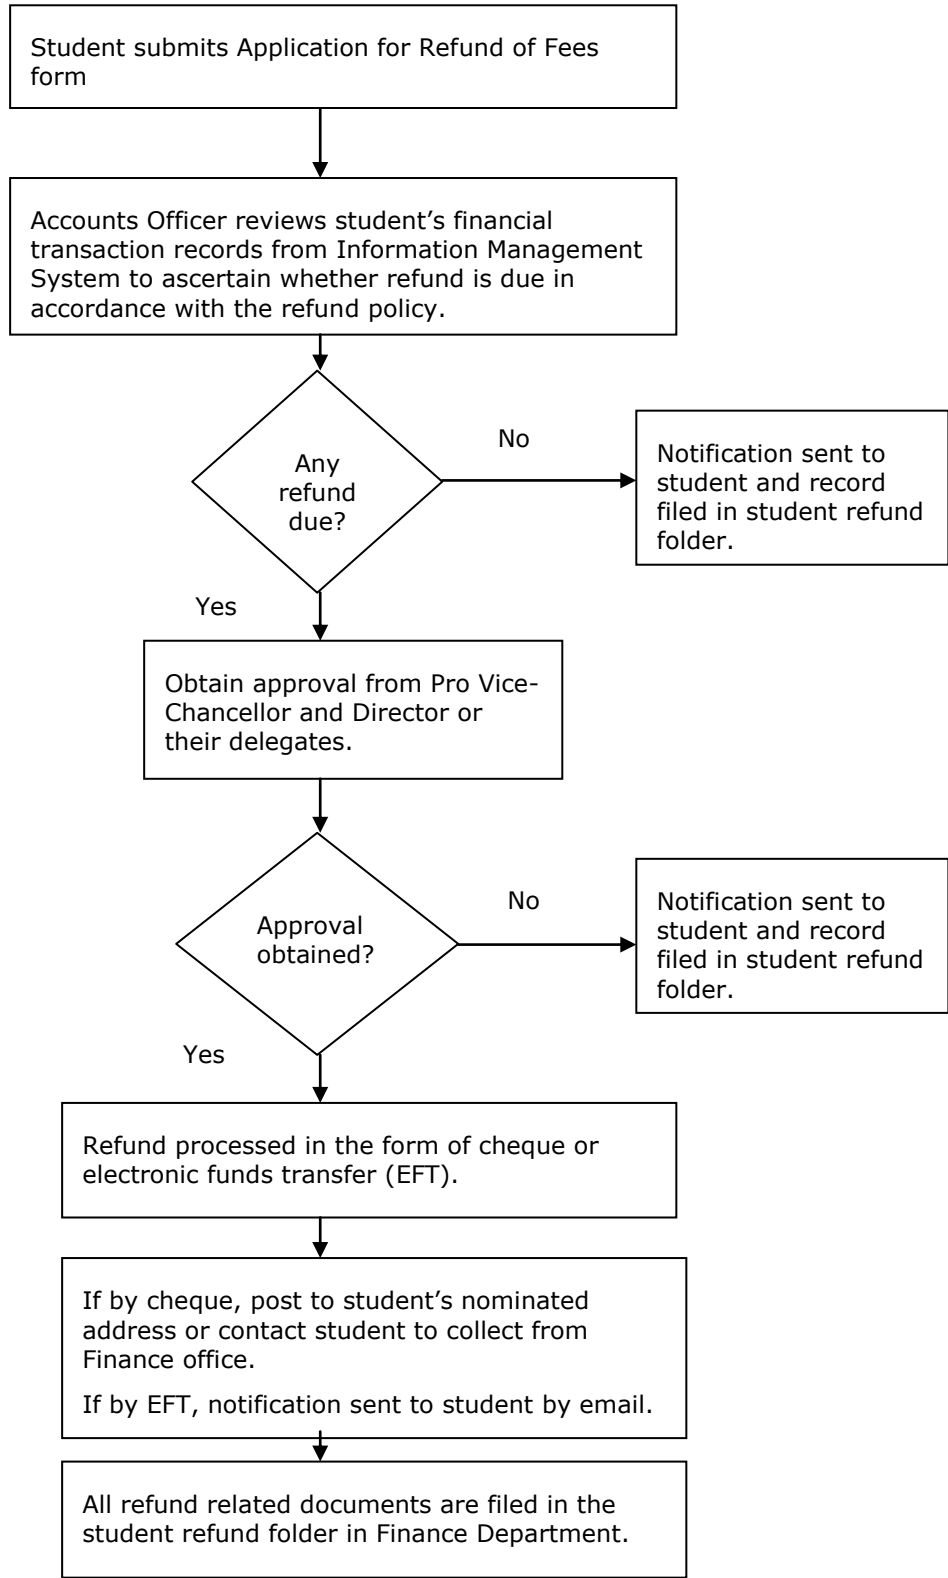 Student submits Application for Refund of Fees
form
Accounts Officer reviews student’s financial
transaction records from Information Management
System to ascertain whether refund is due in
accordance with the refund policy.
Any
refund
due?
No
Notification sent to
student and record
filed in student refund
folder.
Yes
Obtain approval from Pro Vice-
Chancellor and Director or
their delegates.
Approval
obtained?
No
Notification sent to
student and record
filed in student refund
folder.
Yes
Refund processed in the form of cheque or
electronic funds transfer (EFT).
If by cheque, post to student’s nominated
address or contact student to collect from
Finance office.
If by EFT, notification sent to student by email.
All refund related documents are filed in the
student refund folder in Finance Department.